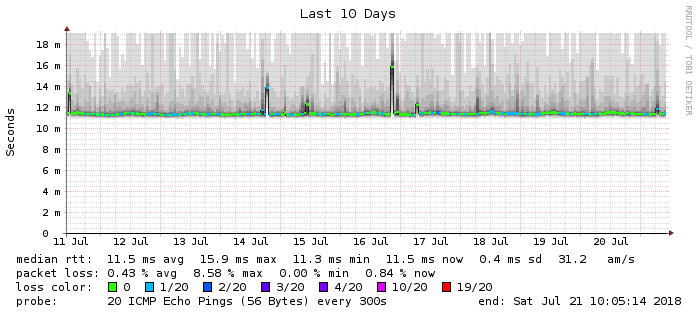 Last 10 Days
RRDTOOL / TOBI OETIKER
Seconds
18 m
16 m
14 m
12 m
10 m
8 m
6 m
4 m
2 m
0
11 Jul 12 Jul 13 Jul 14 Jul 15 Jul 16 Jul 17 Jul 18 Jul 19 Jul 20 Jul
median rtt: 11.5 ms avg 15.9 ms max 11.3 ms min 11.5 ms now 0.4 ms sd 31.2 am/s
packet loss: 0.43 % avg 8.58 % max 0.00 % min 0.84 % now
loss color: 0 1/20 2/20 3/20 4/20 10/20 19/20
probe: 20 ICMP Echo Pings (56 Bytes) every 300s end: Sat Jul 21 10:05:14 2018